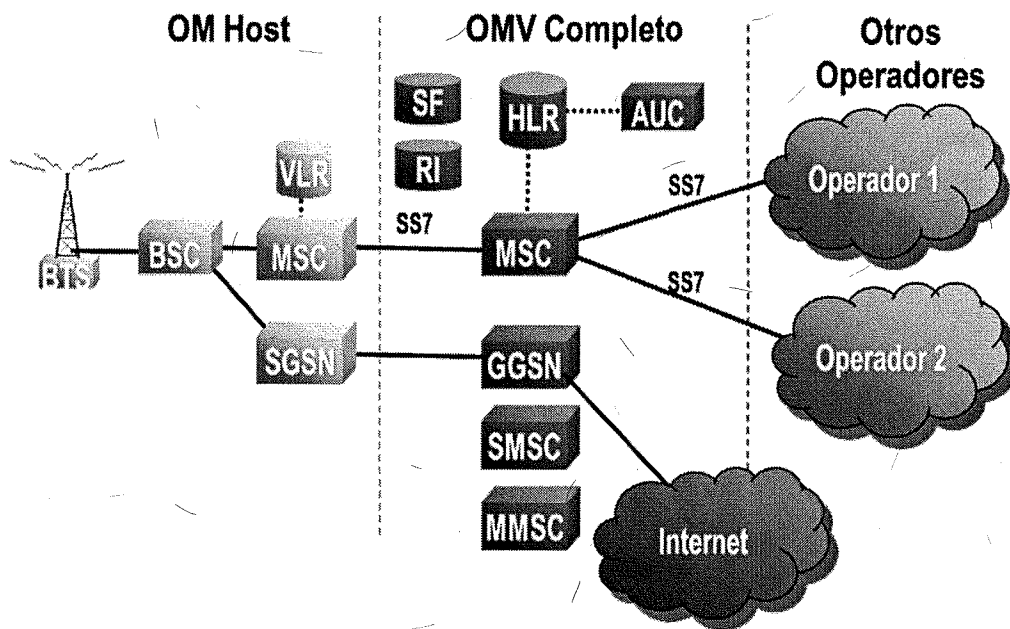 OM Host
OMV Completo
Otros
Operadores
SF
HLR
AUC
RI
VLR
SS7
SS7
Operador 1
BTS
BSC
MSC
MSC
SS7
SGSN
GGSN
Operador 2
SMSC
MMSC
Internet